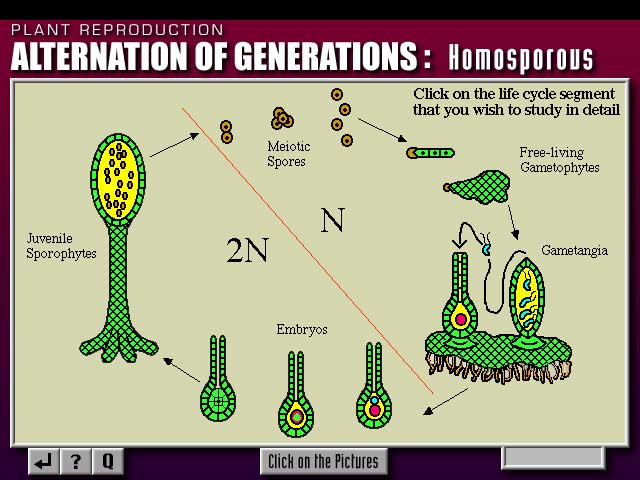 PLANT REPRODUCTION
ALTERNATION OF GENERATIONS: Homosporous
Click on the life cycle segment
that you wish to study in detail
Meiotic
Spores
Free-living
Gametophytes
Juvenile
Sporophytes
2N
N
Gametangia
Embryos
?
Q
Click on the Pictures